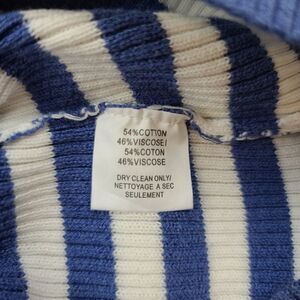 54%COTTON
46%VISCOSE/
54%COTON
46%VISCOSE
DRY CLEAN ONLY/
NETTOYAGE A SEC
SEULEMENT